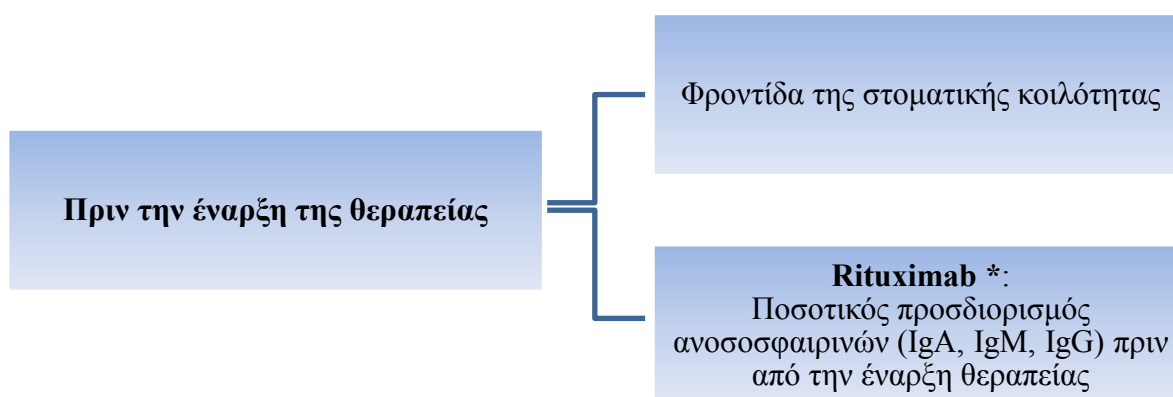 Πριν την έναρξη της θεραπείας
Φροντίδα της στοματικής κοιλότητας
Rituximab *:
Ποσοτικός προσδιορισμός
ανοσοσφαιρινών (IgA, IgM, IgG) πριν
από την έναρξη θεραπείας